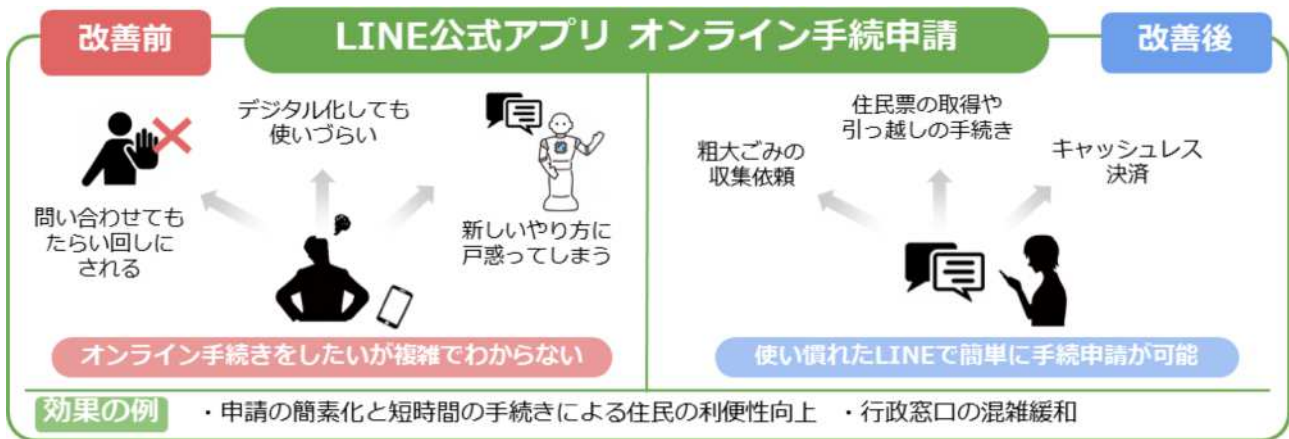 改善前
LINE公式アプリ オンライン手続申請
改善後
デジタル化しても
使いづらい
問い合わせても
たらい回しに
される
新しいやり方に
戸惑ってしまう
オンライン手続きをしたいが複雑でわからない
粗大ごみの
収集依頼
住民票の取得や
引っ越しの手続き
キャッシュレス
決済
使い慣れたLINEで簡単に手続申請が可能
効果の例 ・申請の簡素化と短時間の手続きによる住民の利便性向上 ・行政窓口の混雑緩和